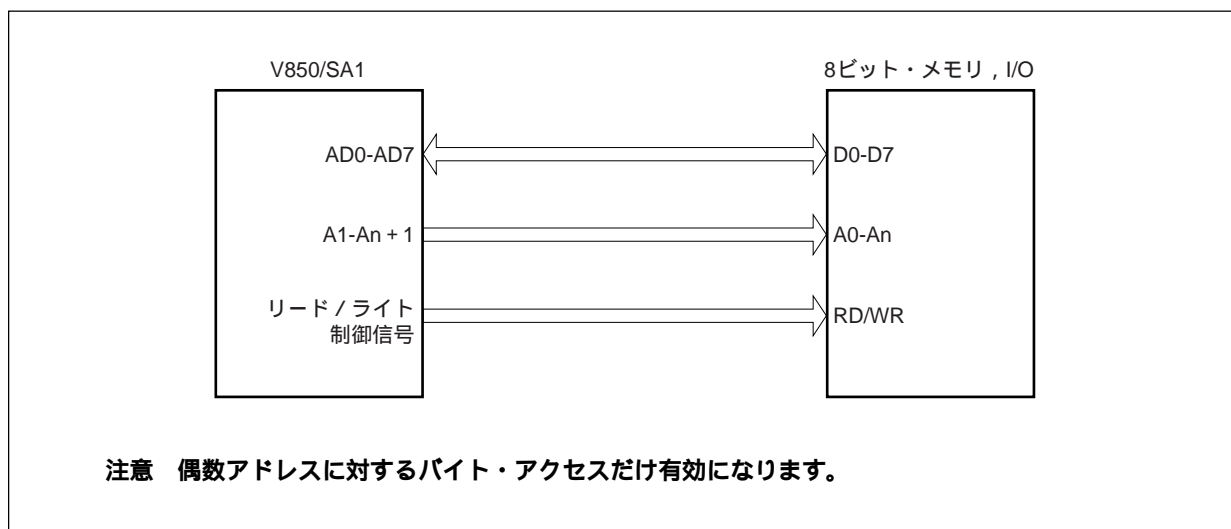 V850/SA1
8ビット・メモリ，I/O
AD0-AD7
D0-D7
A1-An + 1
A0-An
リード／ライト
制御信号
RD/WR
注意　偶数アドレスに対するバイト・アクセスだけ有効になります。